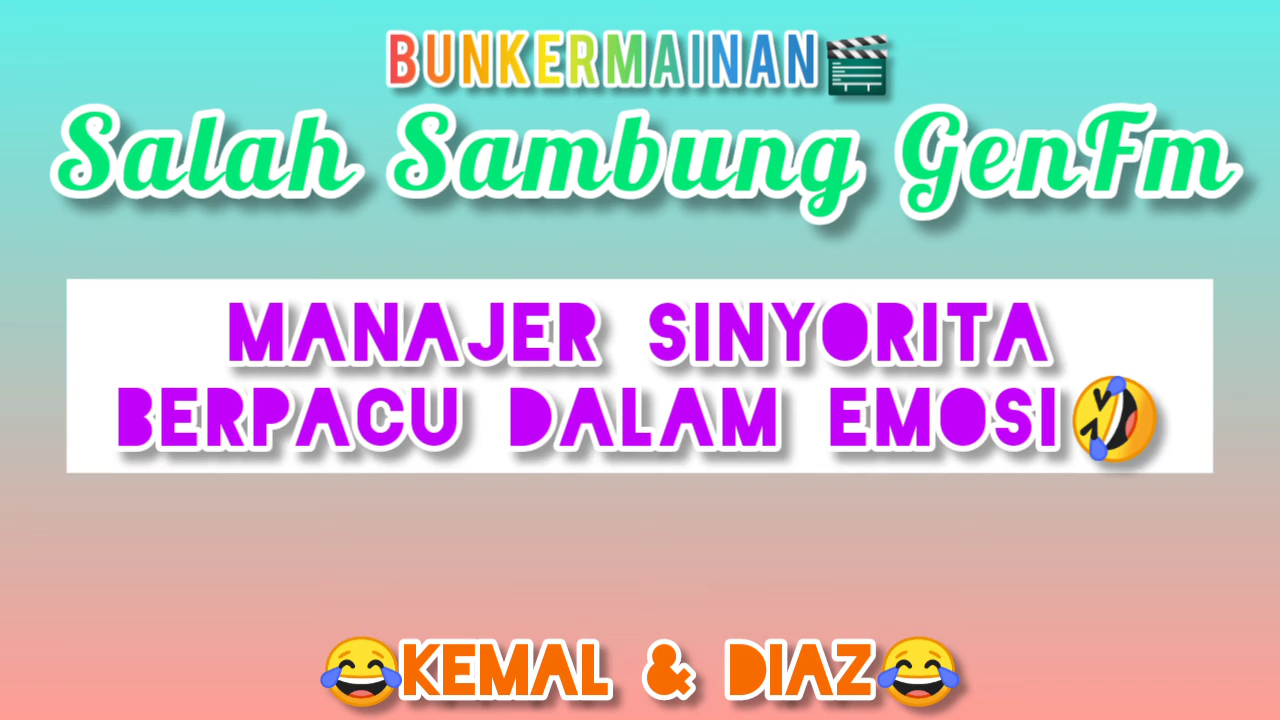 BUNKERMAINAN🎬
Salah Sambung GenFm
MANAJER SINYORITA
BERPACU DALAM EMOSI🤣
😂KEMAL & DIAZ😂